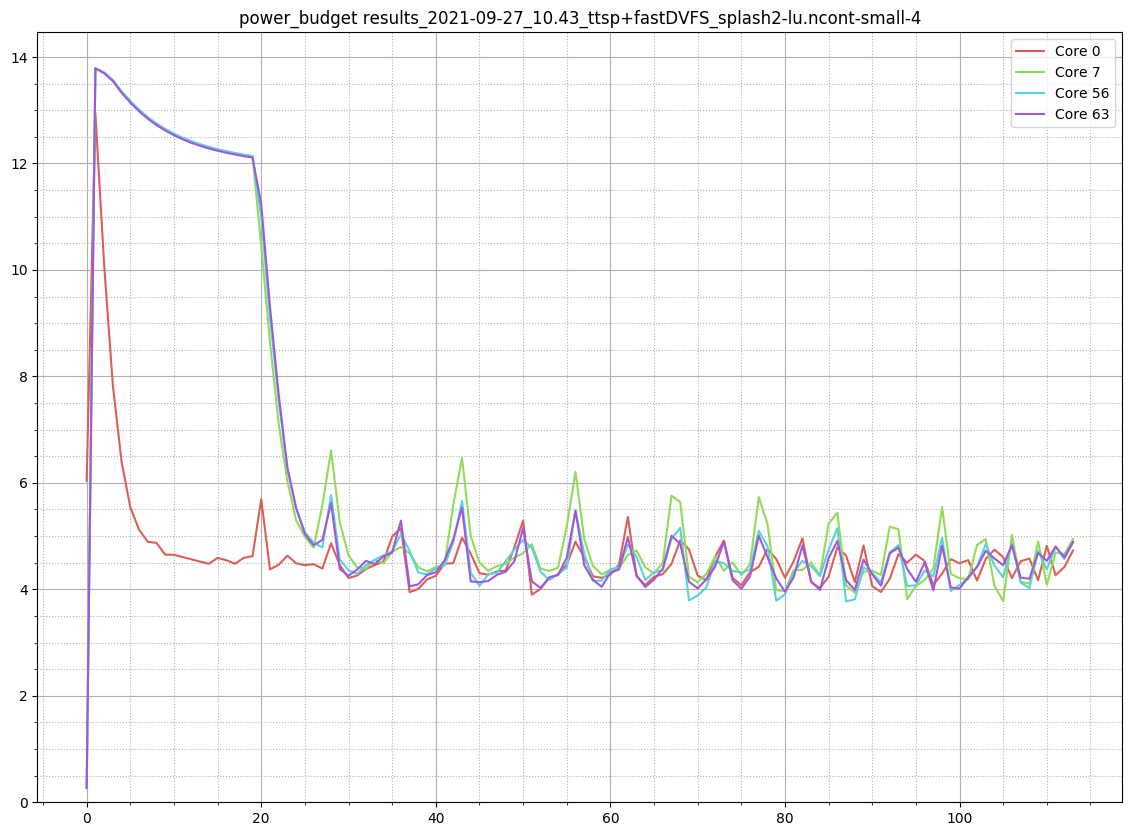 power_budget results_2021-09-27_10.43_ttsp+fastDVFS_splash2-lu.ncont-small-4
Core 0
Core 7
Core 56
Core 63
14
12
10
8
6
4
2
0
0 20 40 60 80 100